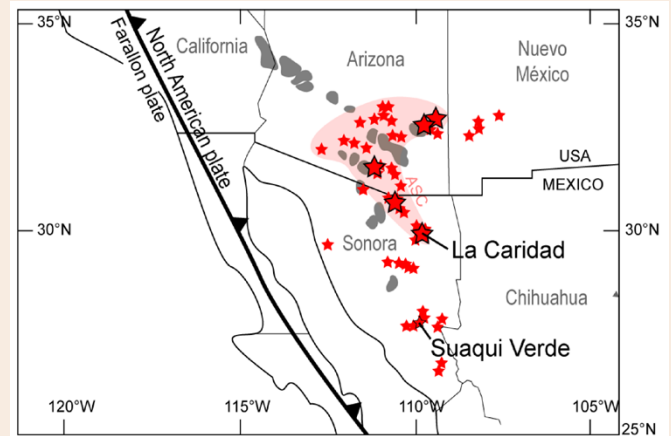 35°N
35°N
California
Arizona
Nuevo
México
North American plate
Farallon plate
USA
MEXICO
ASC
30°N
30°N
Sonora
La Caridad
Chihuahua
Suaqui Verde
120°W
115°W
110°W
105°W
25°N